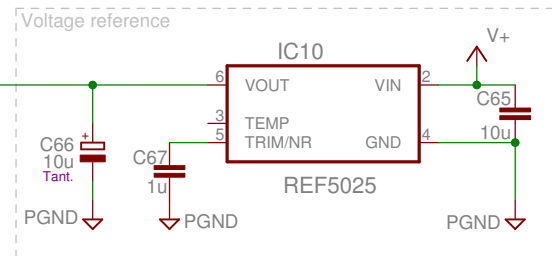 Voltage reference
V+
IC10
6 VOUT VIN 2
C65
3 TEMP
10u
5 TRIM/NR GND 4
+
C66
10u
Tant.
C67
1u
REF5025
PGND
PGND
PGND